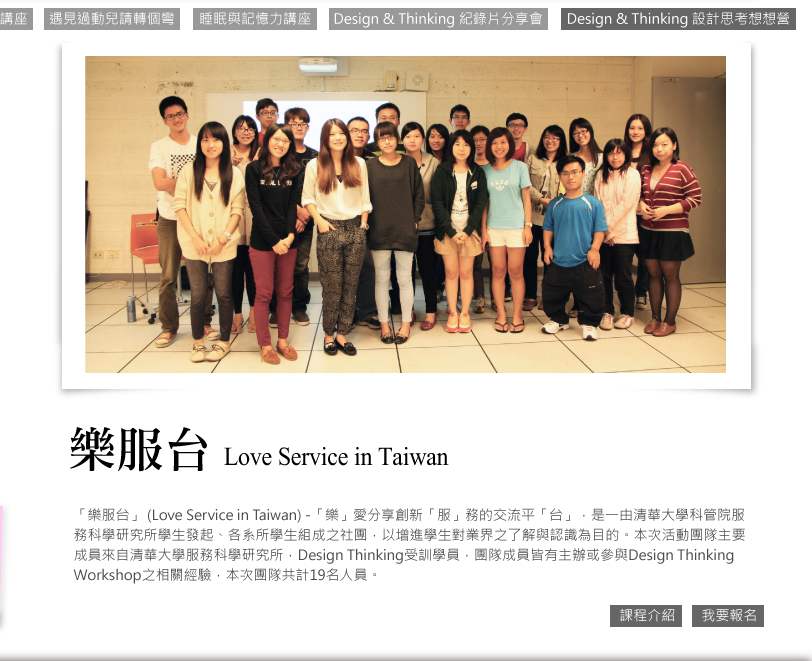 講座
遇見過動兒請轉個彎
睡眠與記憶力講座
Design & Thinking 紀錄片分享會
Design & Thinking 設計思考想想營
樂服台 Love Service in Taiwan
「樂服台」 (Love Service in Taiwan) -「樂」愛分享創新「服」務的交流平「台」，是一由清華大學科管院服
務科學研究所學生發起、各系所學生組成之社團，以增進學生對業界之了解與認識為目的。本次活動團隊主要
成員來自清華大學服務科學研究所，Design Thinking受訓學員，團隊成員皆有主辦或參與Design Thinking
Workshop之相關經驗，本次團隊共計19名人員。
課程介紹
我要報名